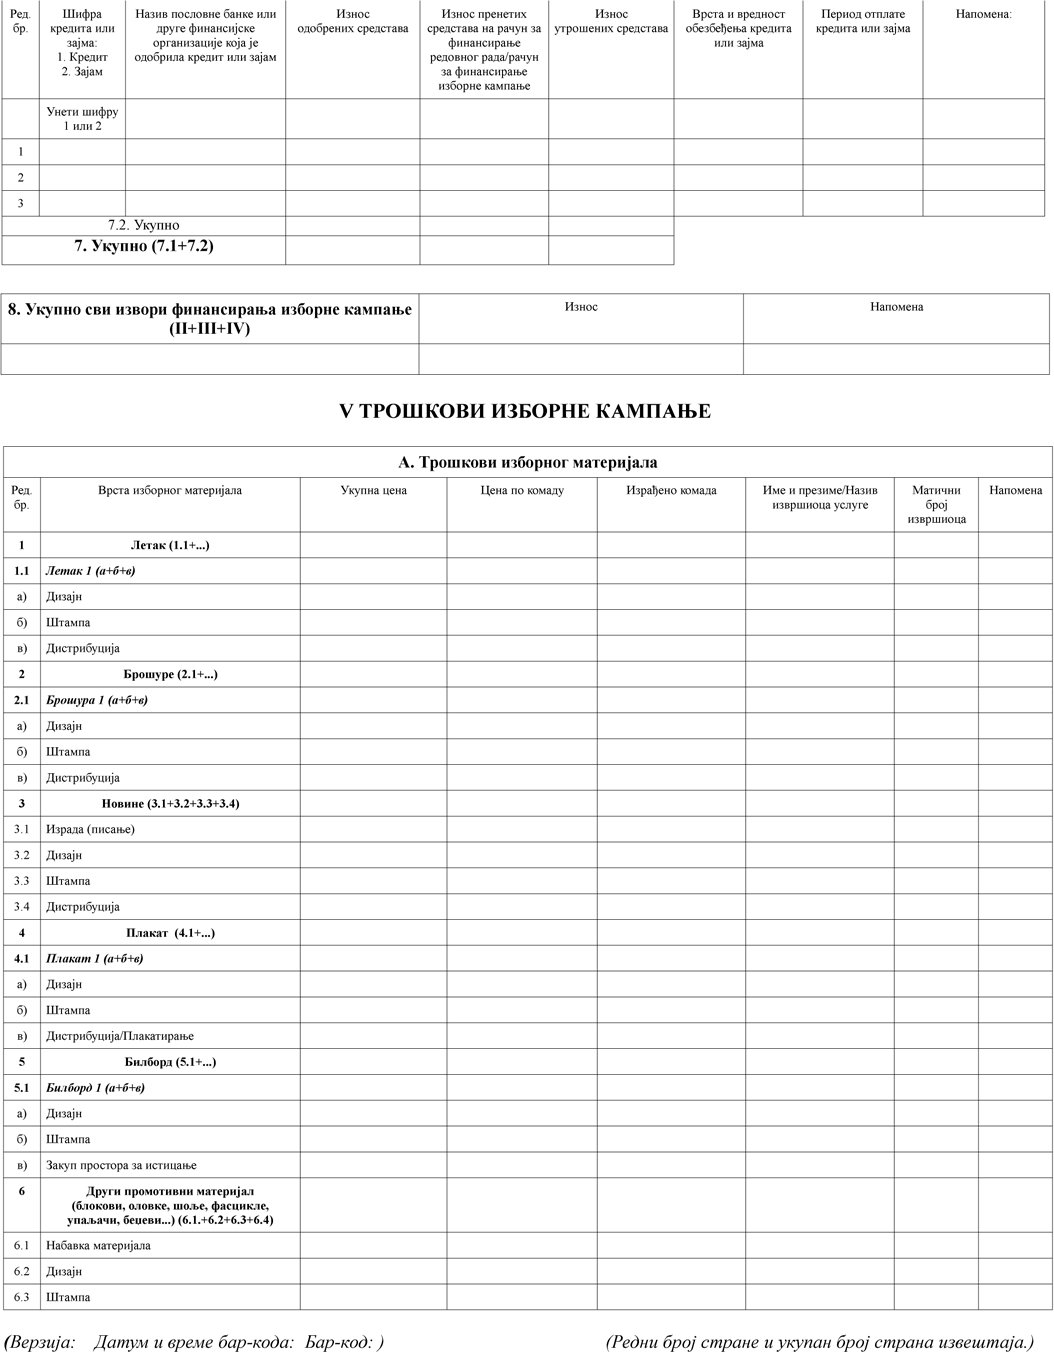 Ред. бр.
Шифра кредита или зајма: 1. Кредит 2. Зајам
Назив пословне банке или друге финансијске организације која је одобрила кредит или зајам
Износ одобрених средстава
Износ пренетих средстава на рачун за финансирање редовног рада/рачун за финансирање изборне кампање
Износ утрошених средстава
Врста и вредност обезбеђења кредита или зајма
Период отплате кредита или зајма
Напомена:
Унети шифру 1 или 2
1
2
3
7.2. Укупно
7. Укупно (7.1+7.2)
8. Укупно сви извори финансирања изборне кампање (II+III+IV)
Износ
Напомена
V ТРОШКОВИ ИЗБОРНЕ КАМПАЊЕ
А. Трошкови изборног материјала
Ред. бр.
Врста изборног материјала
Укупна цена
Цена по комаду
Израђено комада
Име и презиме/Назив извршиоца услуге
Матични број извршиоца
Напомена
1 Летак (1.1+...)
1.1 Летак 1 (а+б+в)
а) Дизајн
б) Штампа
в) Дистрибуција
2 Брошуре (2.1+...)
2.1 Брошура 1 (а+б+в)
а) Дизајн
б) Штампа
в) Дистрибуција
3 Новине (3.1+3.2+3.3+3.4)
3.1 Израда (писање)
3.2 Дизајн
3.3 Штампа
3.4 Дистрибуција
4 Плакат (4.1+...)
4.1 Плакат 1 (а+б+в)
а) Дизајн
б) Штампа
в) Дистрибуција/Плакатирање
5 Билборд (5.1+...)
5.1 Билборд 1 (а+б+в)
а) Дизајн
б) Штампа
в) Закуп простора за истицање
6 Други промотивни материјал
(блокови, оловке, шоље, фасцикле,
упаљачи, беџеви...) (6.1.+6.2+6.3+6.4)
6.1 Набавка материјала
6.2 Дизајн
6.3 Штампа
(Верзија: Датум и време бар-кода: Бар-код: ) (Редни број стране и укупан број страна извештаја.)